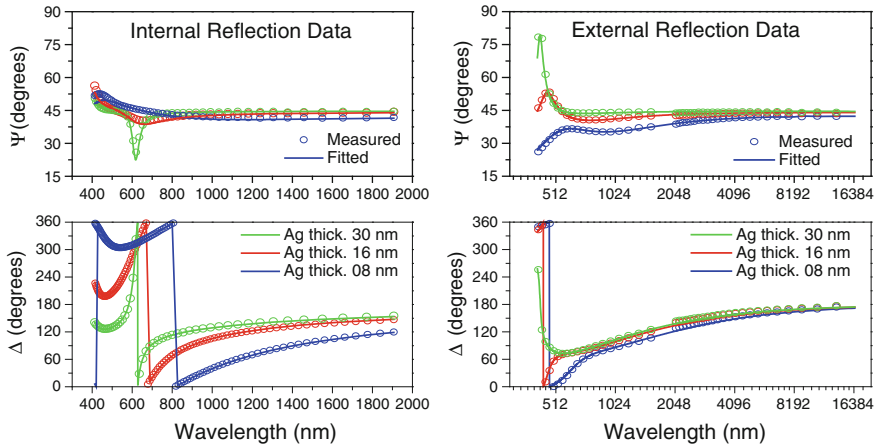 Internal Reflection Data
Ψ (degrees)
90
75
60
45
30
15
Measured
Fitted
400 600 800 1000 1200 1400 1600 1800 2000
External Reflection Data
Ψ (degrees)
90
75
60
45
30
15
Measured
Fitted
512 1024 2048 4096 8192 16384
Δ (degrees)
360
300
240
180
120
60
0
Ag thick. 30 nm
Ag thick. 16 nm
Ag thick. 08 nm
400 600 800 1000 1200 1400 1600 1800 2000
Wavelength (nm)
Δ (degrees)
360
300
240
180
120
60
0
Ag thick. 30 nm
Ag thick. 16 nm
Ag thick. 08 nm
512 1024 2048 4096 8192 16384
Wavelength (nm)